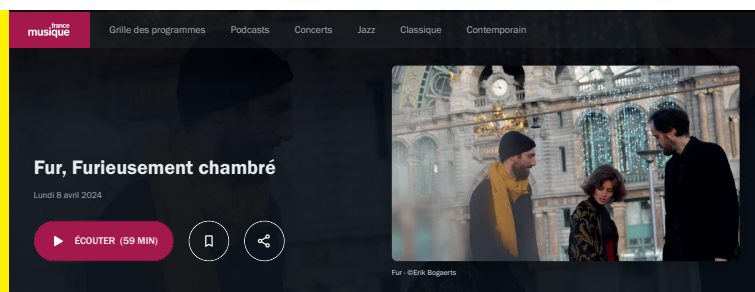 france
musique
Grille des programmes Podcasts Concerts Jazz Classique Contemporain
Fur, Furieusement chambré
Lundi 8 avril 2024
ÉCOUTER (59 MIN)
Fur - ©Erik Bogaerts